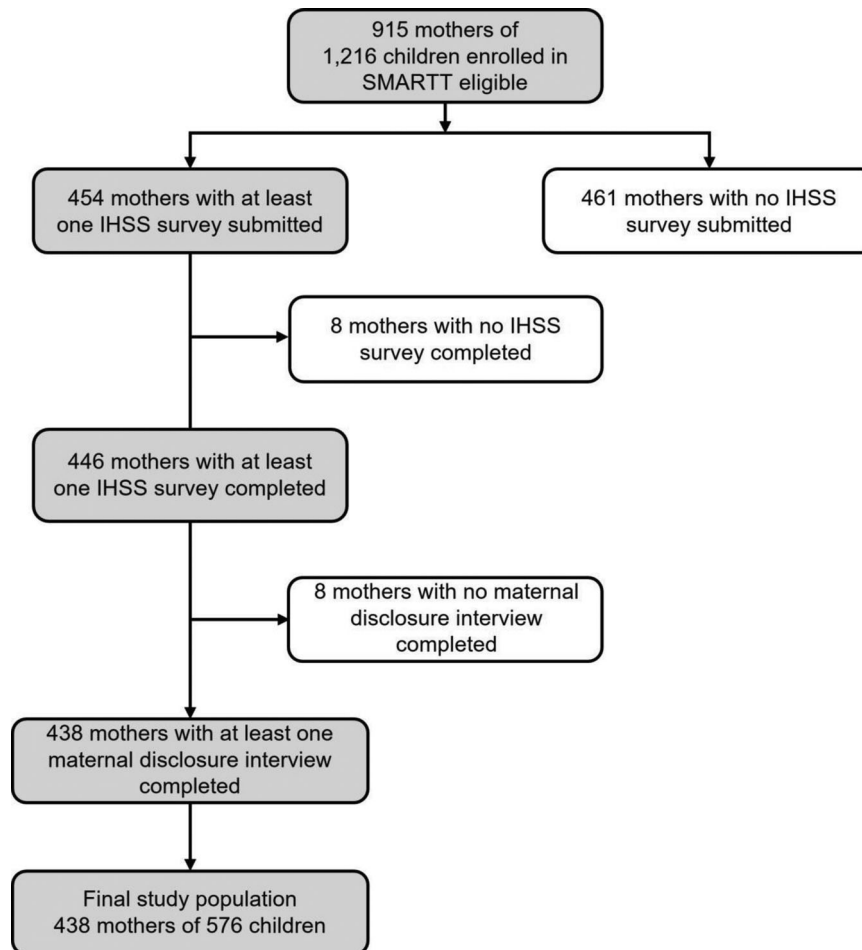 915 mothers of
1,216 children enrolled in
SMARTT eligible
454 mothers with at least
one IHSS survey submitted
461 mothers with no IHSS
survey submitted
8 mothers with no IHSS
survey completed
446 mothers with at least
one IHSS survey completed
8 mothers with no maternal
disclosure interview
completed
438 mothers with at least one
maternal disclosure interview
completed
Final study population
438 mothers of 576 children